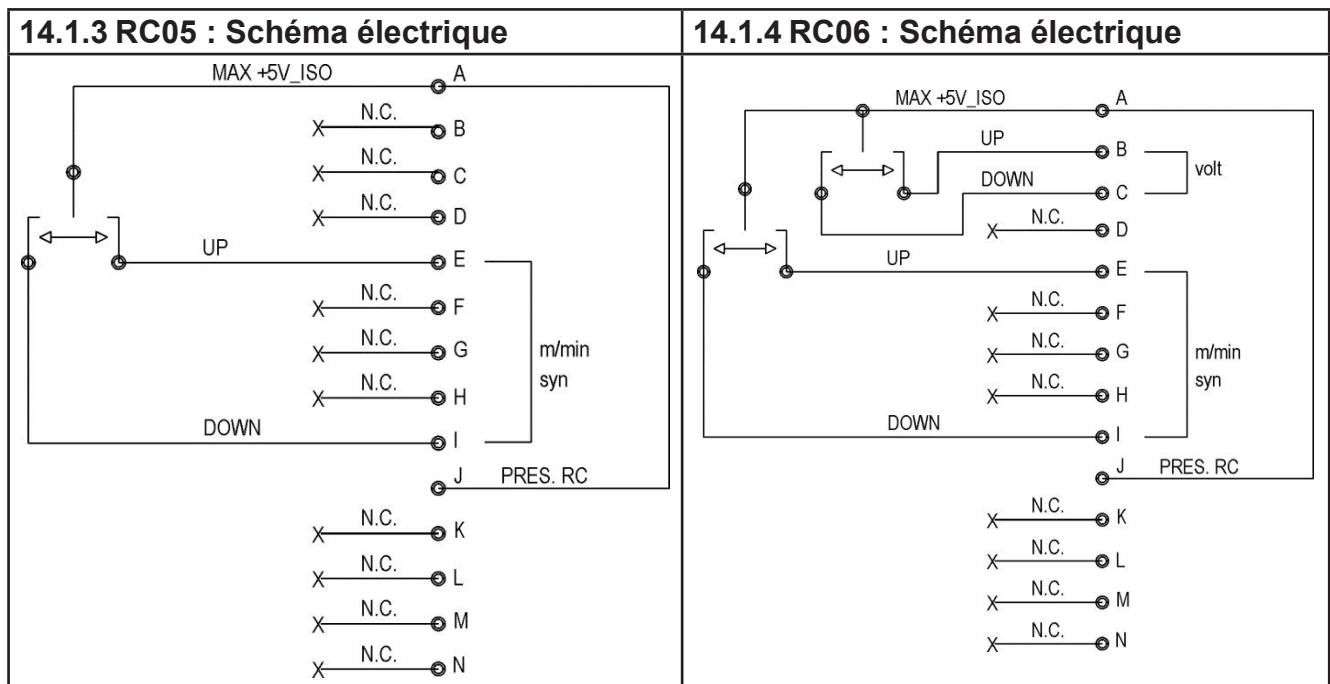 14.1.3 RC05 : Schéma électrique
MAX +5V_ISO A
N.C. B
N.C. C
N.C. D
UP E
N.C. F
N.C. G m/min
syn
N.C. H
DOWN I
J PRES. RC
N.C. K
N.C. L
N.C. M
N.C. N
14.1.4 RC06 : Schéma électrique
MAX +5V_ISO A
UP B
volt
DOWN C
N.C. D
UP E
N.C. F
N.C. G m/min
syn
N.C. H
DOWN I
J PRES. RC
N.C. K
N.C. L
N.C. M
N.C. N